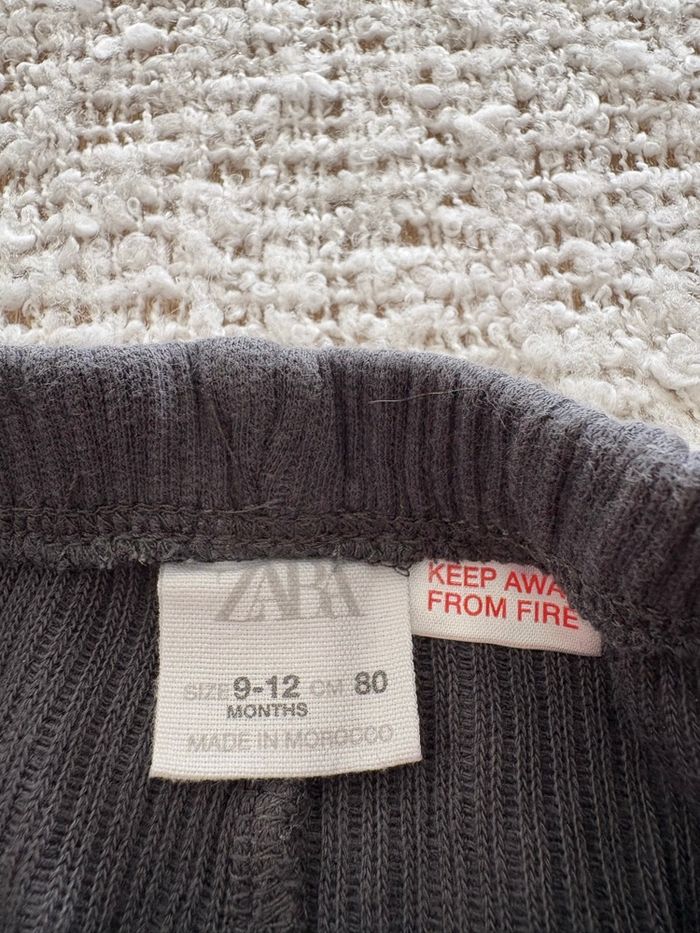 ZARA
SIZE 9-12 CM 80
MONTHS
MADE IN MOROCCO
KEEP AWA
FROM FIRE